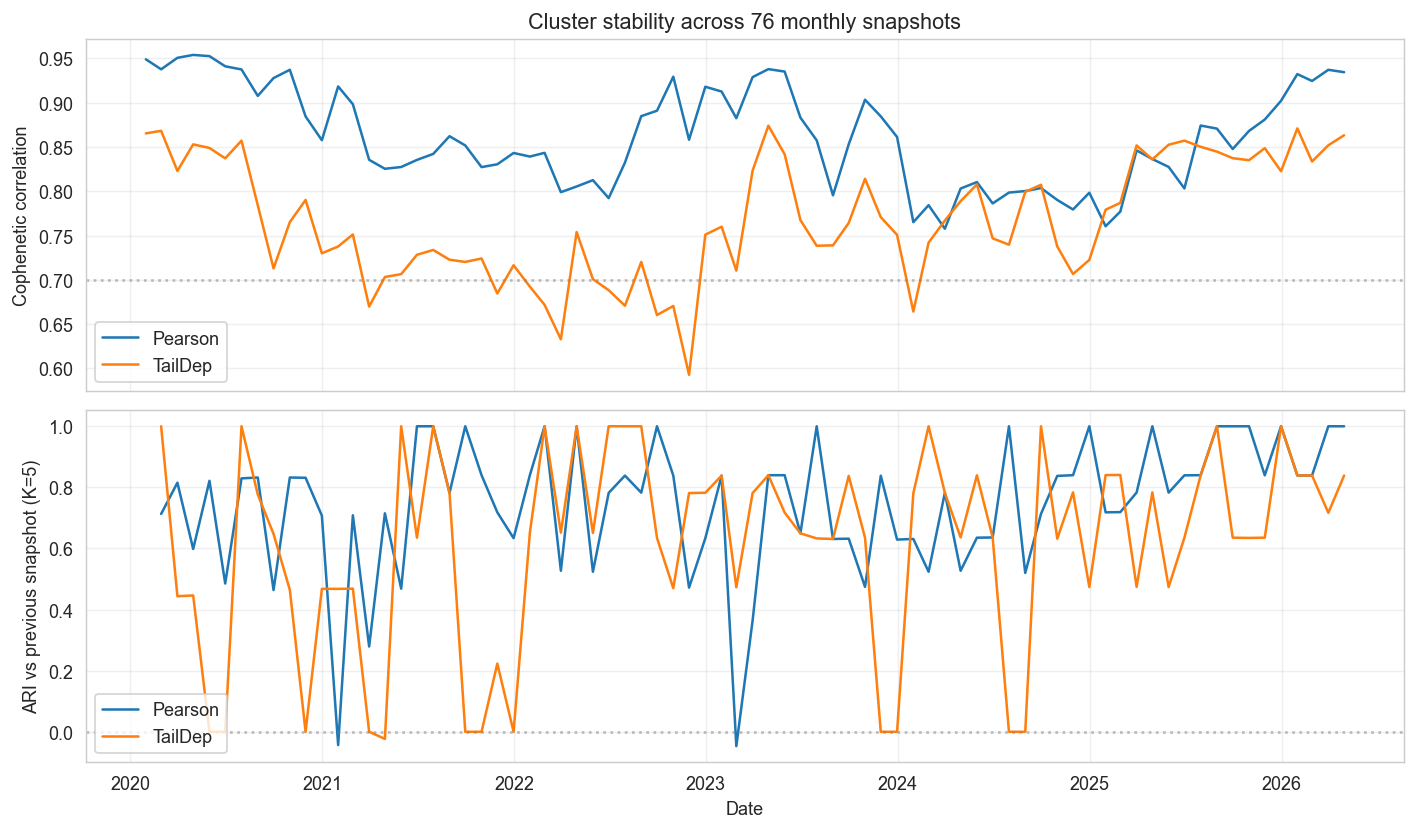 Cluster stability across 76 monthly snapshots
Cophenetic correlation
0.95
0.90
0.85
0.80
0.75
0.70
0.65
0.60
Pearson
TailDep
ARI vs previous snapshot (K=5)
1.0
0.8
0.6
0.4
0.2
0.0
Pearson
TailDep
2020 2021 2022 2023 2024 2025 2026
Date